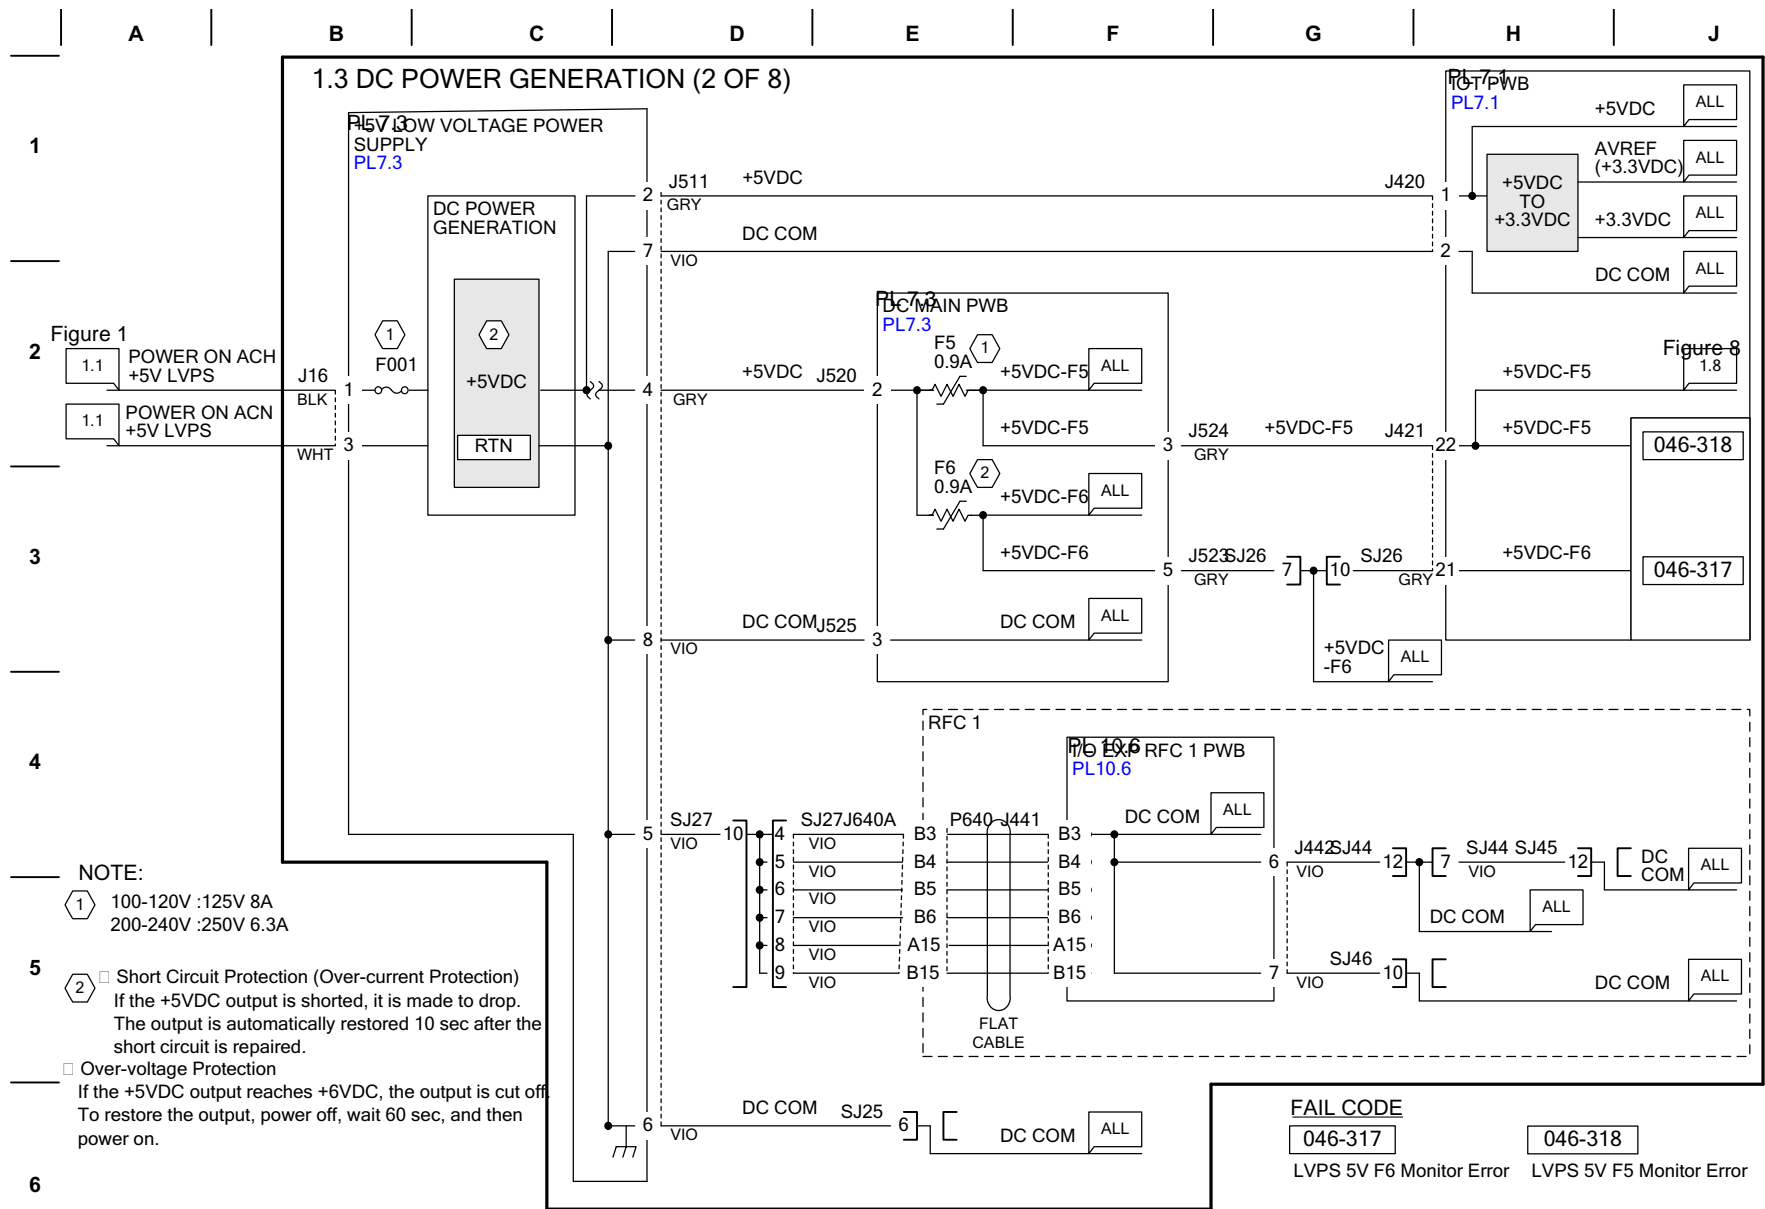 A B C D E F G H J
1.3 DC POWER GENERATION (2 OF 8)
1
PL 7.3
+5V LOW VOLTAGE POWER
SUPPLY
PL7.3
PL 7.1
IOT PWB
PL7.1
+5VDC
ALL
AVREF
(+3.3VDC)
ALL
+5VDC
TO
+3.3VDC
+3.3VDC
ALL
DC COM
ALL
2
J511
GRY
+5VDC
J420
1
DC POWER
GENERATION
7
VIO
DC COM
2
2
Figure 1
1.1
POWER ON ACH
+5V LVPS
J16
BLK
1
1
F001
2
+5VDC
4
GRY
+5VDC
J520
2
PL 7.3
DC MAIN PWB
PL7.3
F5
0.9A
1
+5VDC-F5
ALL
+5VDC-F5
Figure 8
1.8
1.1
POWER ON ACN
+5V LVPS
WHT
3
RTN
+5VDC-F5
3
J524
GRY
+5VDC-F5
J421
22
+5VDC-F5
046-318
F6
0.9A
2
+5VDC-F6
ALL
3
+5VDC-F6
5
J523
GRY
SJ26
7
10
SJ26
GRY
21
+5VDC-F6
046-317
8
VIO
DC COM
J525
3
DC COM
ALL
+5VDC
-F6
ALL
4
RFC 1
PL 10.6
I/O EXP RFC 1 PWB
PL10.6
DC COM
ALL
5
SJ27
VIO
10
4
SJ27
J640A
VIO
B3
P640
J441
B3
5
VIO
B4
B4
6
VIO
B5
B5
7
VIO
B6
B6
8
VIO
A15
A15
9
VIO
B15
B15
FLAT
CABLE
6
J442
VIO
SJ44
12
7
SJ44
VIO
SJ45
12
DC
COM
ALL
DC COM
ALL
7
VIO
SJ46
10
DC COM
ALL
NOTE:
1
100-120V :125V 8A
200-240V :250V 6.3A
5
2
Short Circuit Protection (Over-current Protection)
If the +5VDC output is shorted, it is made to drop.
The output is automatically restored 10 sec after the
short circuit is repaired.
Over-voltage Protection
If the +5VDC output reaches +6VDC, the output is cut off.
To restore the output, power off, wait 60 sec, and then
power on.
6
VIO
DC COM
SJ25
6
DC COM
ALL
6
FAIL CODE
046-317
LVPS 5V F6 Monitor Error
046-318
LVPS 5V F5 Monitor Error